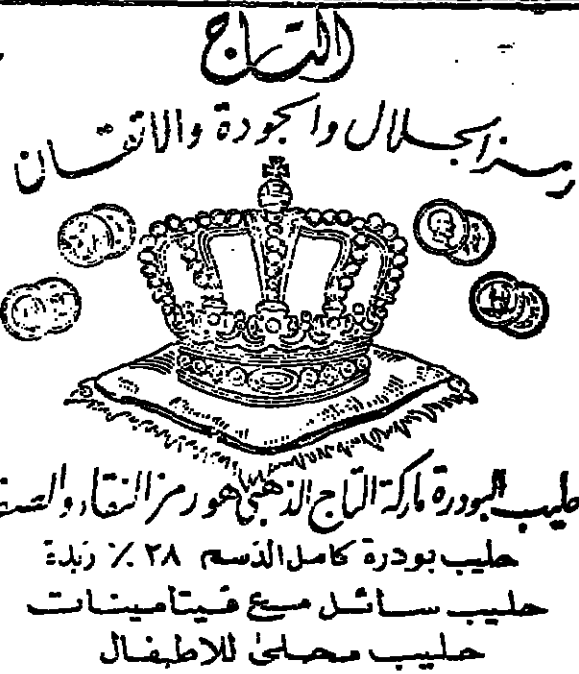 التاج
رمز الجلال والجودة والاتقان
حليب البودرة ماركة التاج الذهبي هو رمز النقاء والصف
حليب بودرة كامل الدسم ٢٨ ٪ زبدة
حليب سائل مع فيتامينات
حليب محلى للاطفال